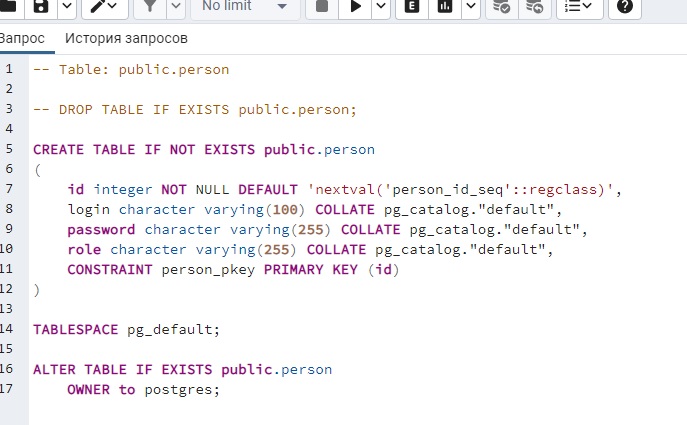 No limit
Запрос История запросов
1 -- Table: public.person
2
3 -- DROP TABLE IF EXISTS public.person;
4
5 CREATE TABLE IF NOT EXISTS public.person
6 (
7 id integer NOT NULL DEFAULT 'nextval('person_id_seq'::regclass)',
8 login character varying(100) COLLATE pg_catalog."default",
9 password character varying(255) COLLATE pg_catalog."default",
10 role character varying(255) COLLATE pg_catalog."default",
11 CONSTRAINT person_pkey PRIMARY KEY (id)
12 )
13
14 TABLESPACE pg_default;
15
16 ALTER TABLE IF EXISTS public.person
17 OWNER to postgres;